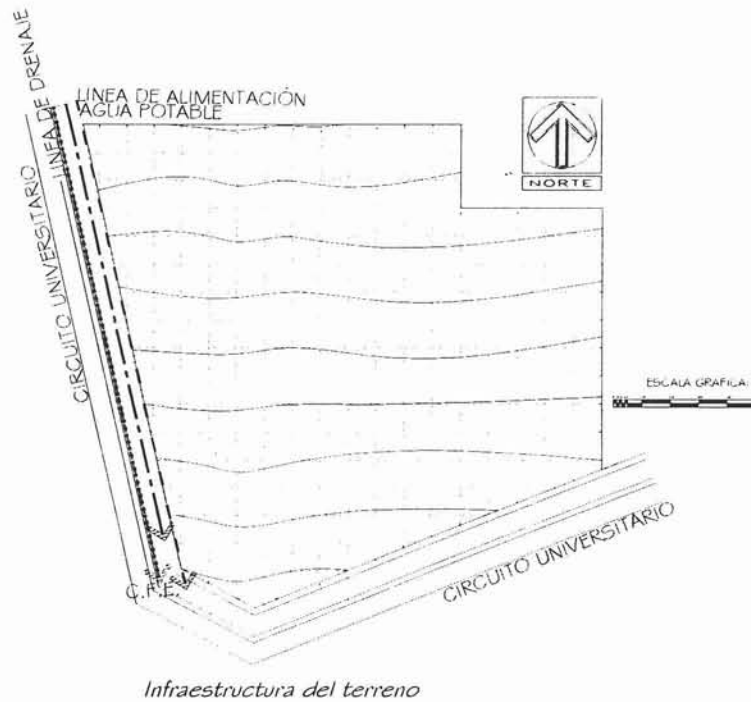 LINEA DE DRENAJE
LINEA DE ALIMENTACIÓN
AGUA POTABLE
NORTE
CIRCUITO UNIVERSITARIO
ESCALA GRAFICA:
C.F.E.
CIRCUITO UNIVERSITARIO
Infraestructura del terreno